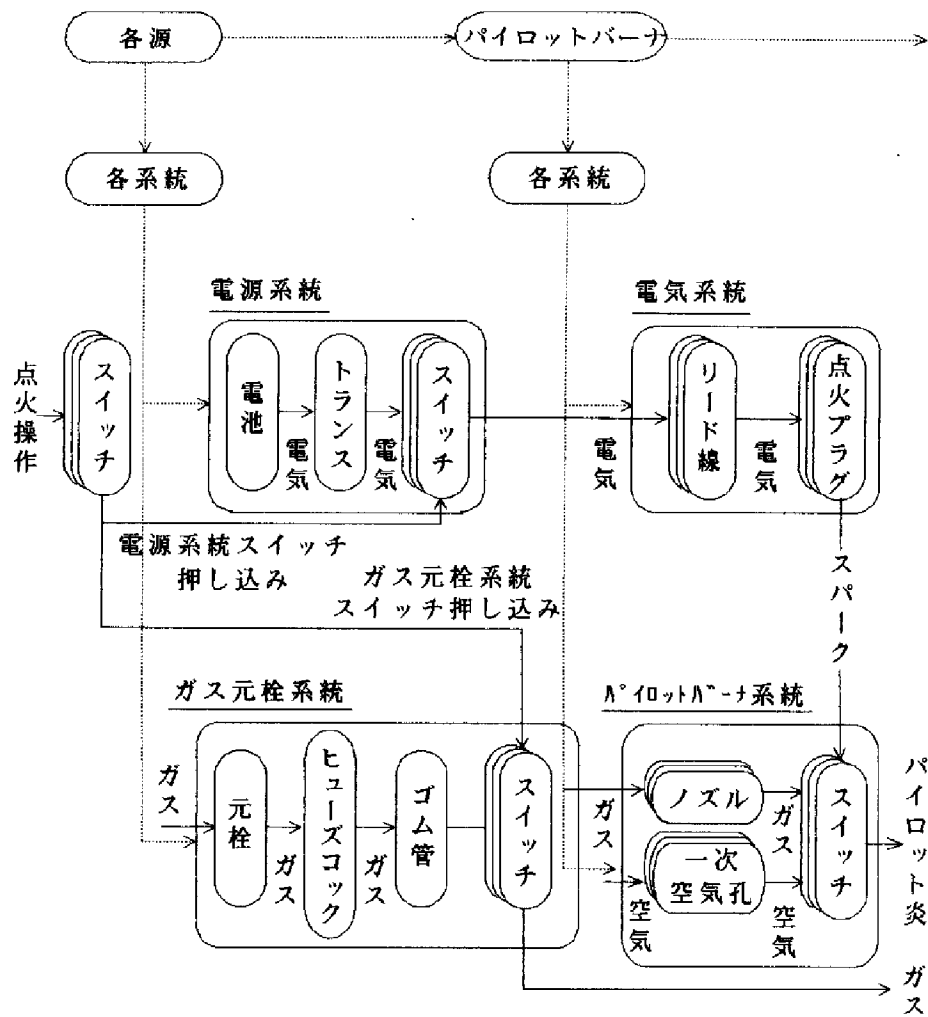 各源
パイロットバーナ
各系統
各系統
電源系統
電気系統
点火操作
スイッチ
電池
電気
トランス
電気
スイッチ
電気
リード線
電気
点火プラグ
電源系統スイッチ
押し込み
ガス元栓系統
スイッチ押し込み
スパーク
ガス元栓系統
パイロットバーナ系統
ガス
元栓
ガス
ヒューズコック
ガス
ゴム管
スイッチ
ガス
ノズル
ガス
空気
一次
空気孔
空気
スイッチ
パイロット炎
ガス